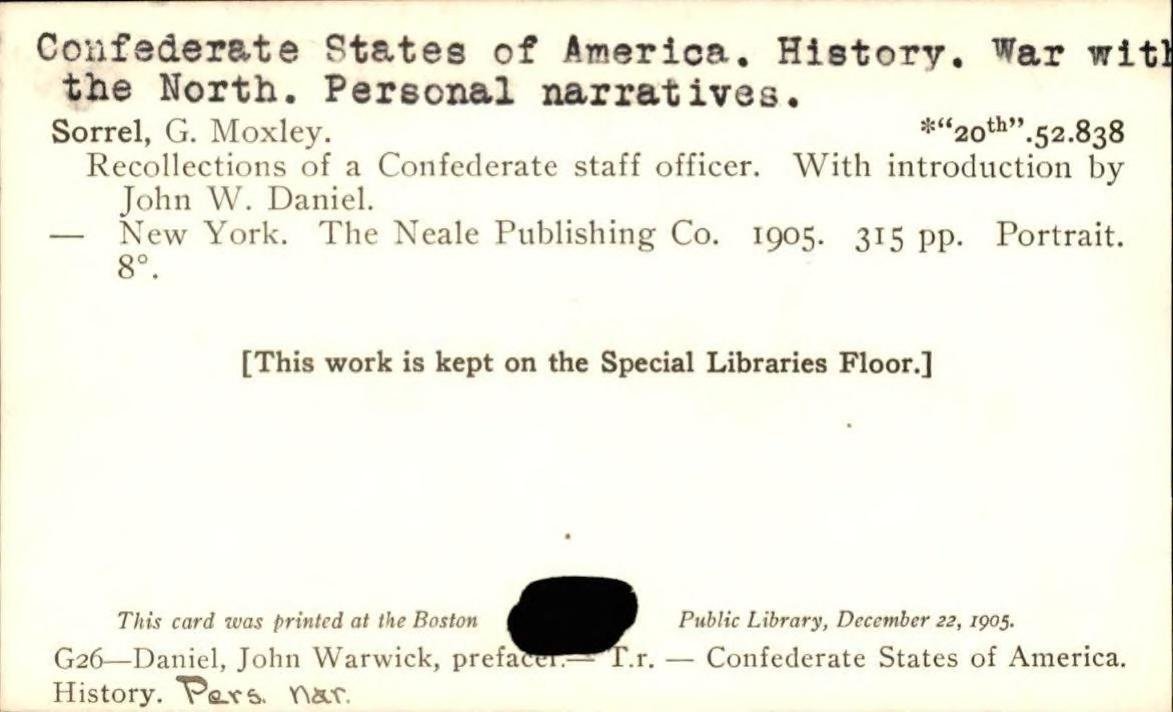 Confederate States of America. History. War with
the North. Personal narratives.
Sorrel, G. Moxley. *"20th".52.838
Recollections of a Confederate staff officer. With introduction by
John W. Daniel.
— New York. The Neale Publishing Co. 1905. 315 pp. Portrait.
8°.
[This work is kept on the Special Libraries Floor.]
This card was printed at the Boston Public Library, December 22, 1905.
G26—Daniel, John Warwick, prefacer.— T.r. — Confederate States of America.
History. Pers. nar.